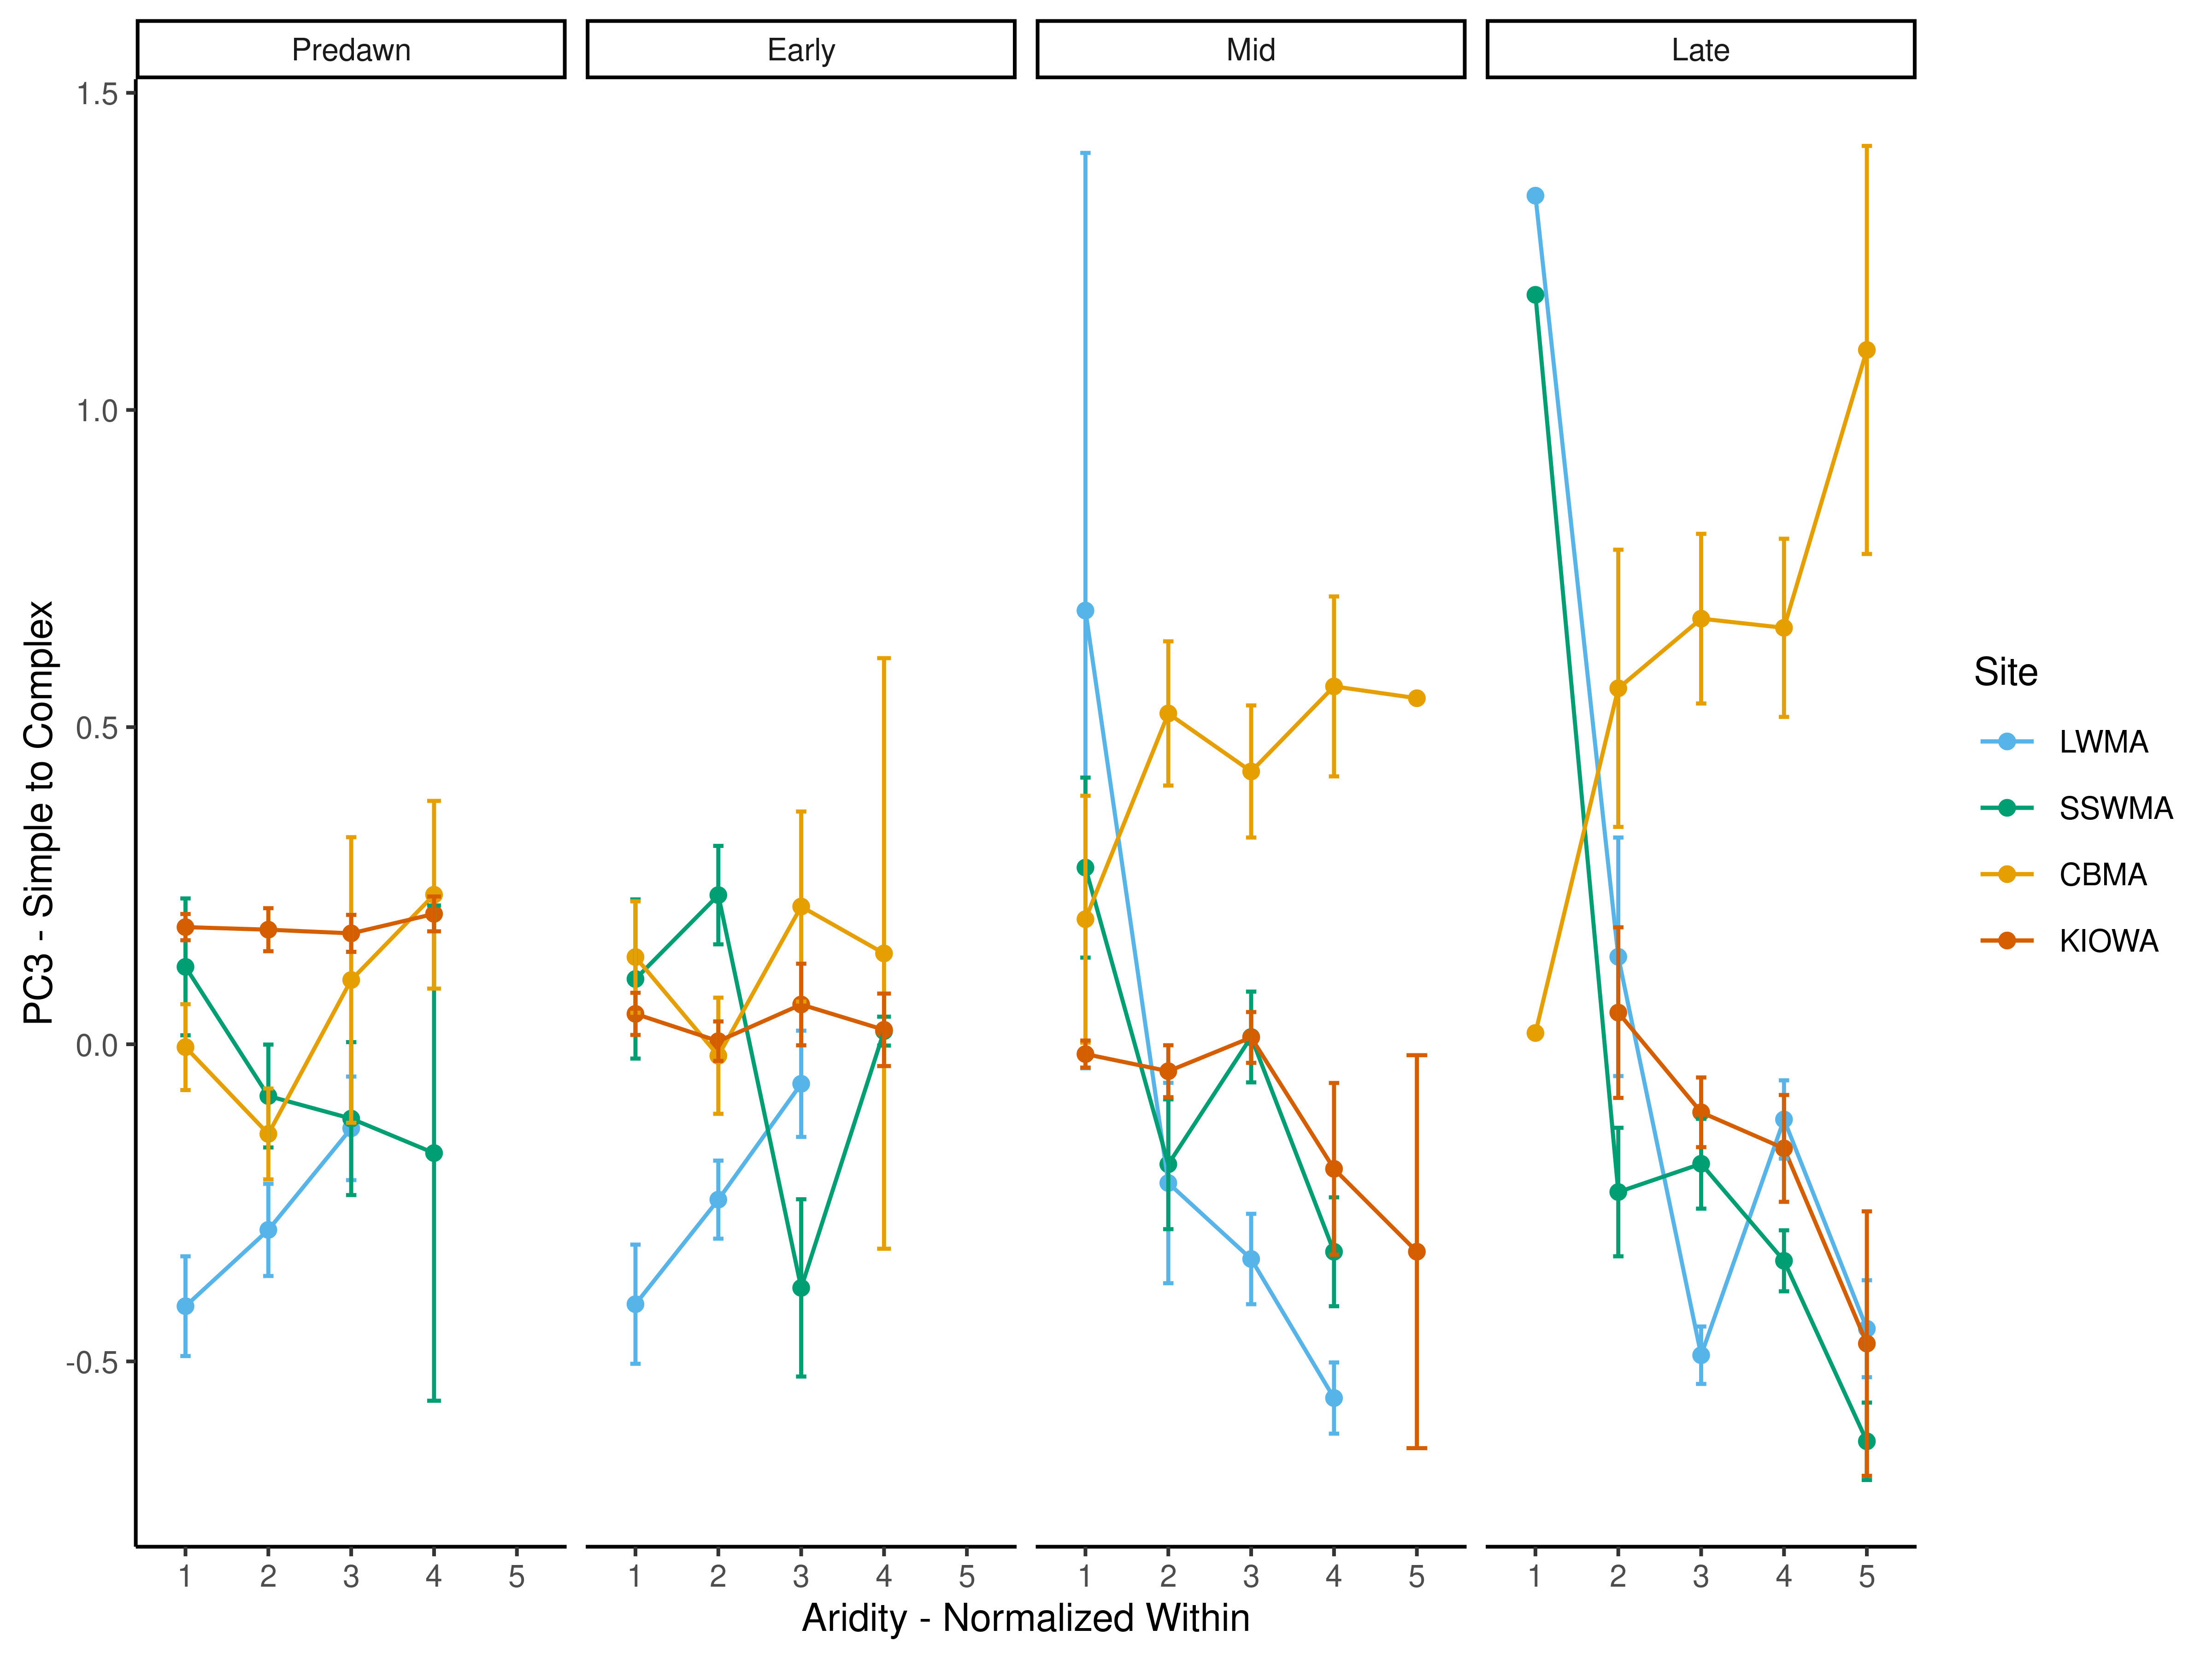 Predawn Early Mid Late
1.5
1.0
0.5
0.0
-0.5
PC3 - Simple to Complex
1 2 3 4 5 1 2 3 4 5 1 2 3 4 5 1 2 3 4 5
Aridity - Normalized Within
Site
LWMA
SSWMA
CBMA
KIOWA